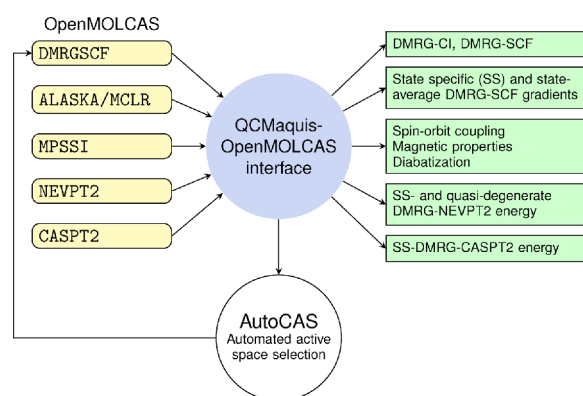 OpenMOLCAS
DMRGSCF
ALASKA/MCLR
MPSSI
NEVPT2
CASPT2
QCMaquis-
OpenMOLCAS
interface
DMRG-CI, DMRG-SCF
State specific (SS) and state-
average DMRG-SCF gradients
Spin-orbit coupling
Magnetic properties
Diabatization
SS- and quasi-degenerate
DMRG-NEVPT2 energy
SS-DMRG-CASPT2 energy
AutoCAS
Automated active
space selection